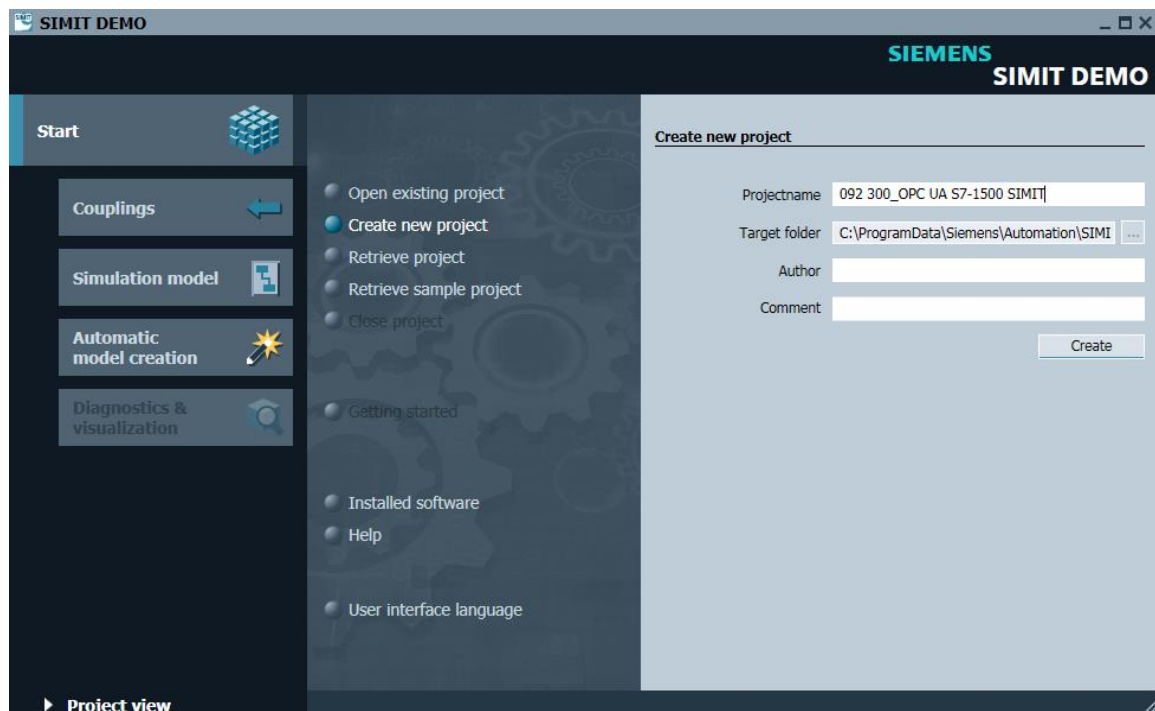 SIMIT DEMO
SIEMENS
SIMIT DEMO
Start
Couplings
Simulation model
Automatic
model creation
Diagnostics &
visualization
Project view
Open existing project
Create new project
Retrieve project
Retrieve sample project
Close project
Getting started
Installed software
Help
User interface language
Create new project
Projectname 092 300_OPC UA S7-1500 SIMIT
Target folder C:\ProgramData\Siemens\Automation\SIMI ...
Author
Comment
Create